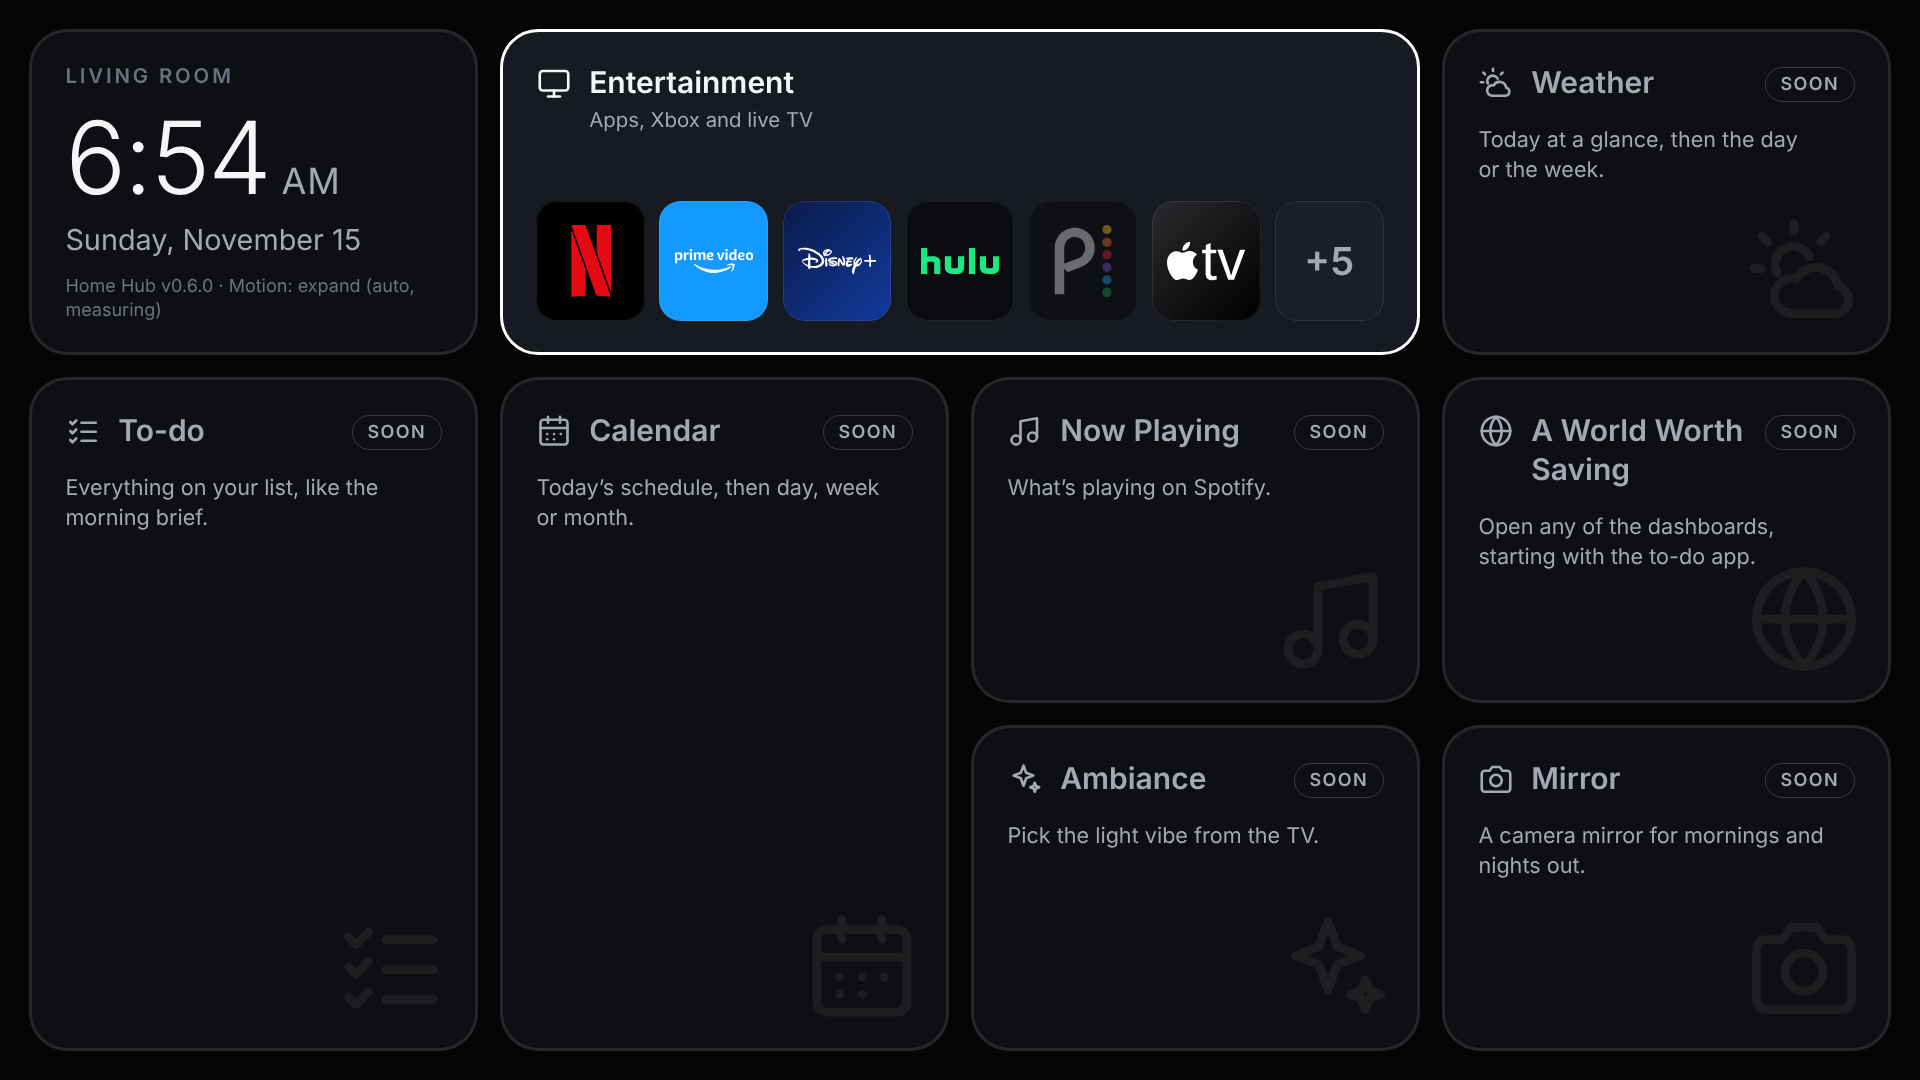 LIVING ROOM
6:54 AM
Sunday, November 15
Home Hub v0.6.0 · Motion: expand (auto,
measuring)
Entertainment
Apps, Xbox and live TV
N
prime video
Disney+
hulu
P
tv
+5
Weather
SOON
Today at a glance, then the day
or the week.
To-do
SOON
Everything on your list, like the
morning brief.
Calendar
SOON
Today’s schedule, then day, week
or month.
Now Playing
SOON
What’s playing on Spotify.
A World Worth
Saving
SOON
Open any of the dashboards,
starting with the to-do app.
Ambiance
SOON
Pick the light vibe from the TV.
Mirror
SOON
A camera mirror for mornings and
nights out.